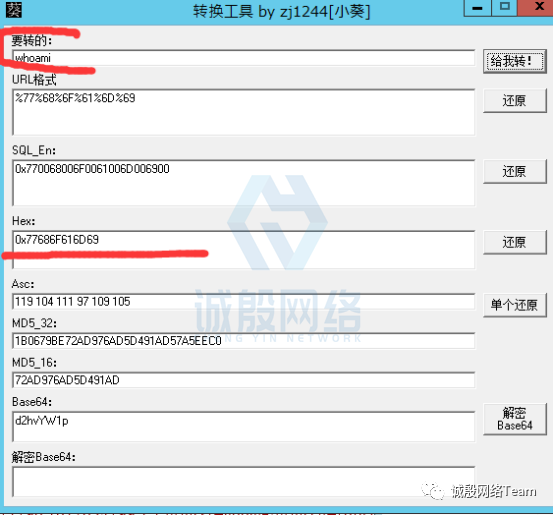 葵
转换工具 by zj1244[小葵]
要转的:
whoami
给我转!
URL格式
%77%68%6F%61%6D%69
还原
SQL_En:
0x770068006F0061006D006900
还原
Hex:
0x77686F616D69
还原
Asc:
119 104 111 97 109 105
单个还原
MD5_32:
1B0679BE72AD976AD5D491AD57A5EEC0
MD5_16:
72AD976AD5D491AD
Base64:
d2hvYW1p
解密
Base64
解密Base64:
诚殷网络
NG YIN NETWORK
诚殷网络Team